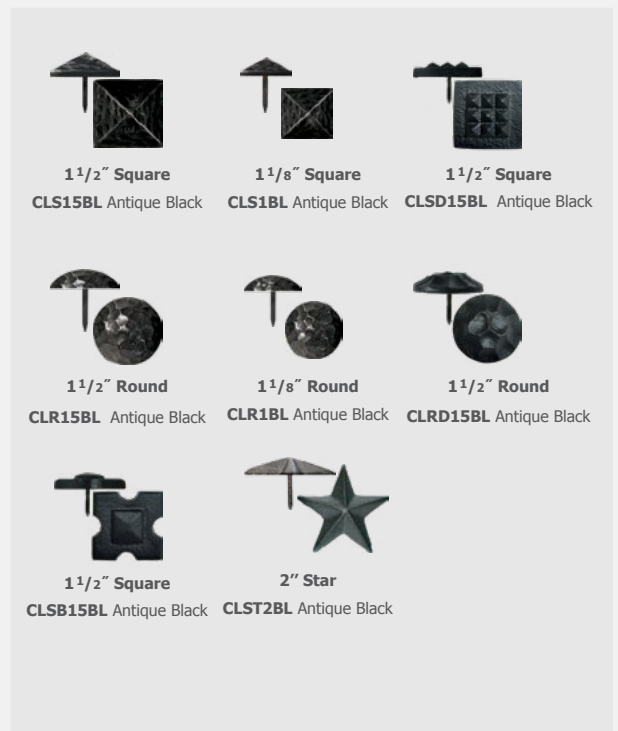 1 1/2˝ Square
CLS15BL Antique Black
1 1/8˝ Square
CLS1BL Antique Black
1 1/2˝ Square
CLSD15BL Antique Black
1 1/2˝ Round
CLR15BL Antique Black
1 1/8˝ Round
CLR1BL Antique Black
1 1/2˝ Round
CLRD15BL Antique Black
1 1/2˝ Square
CLSB15BL Antique Black
2” Star
CLST2BL Antique Black